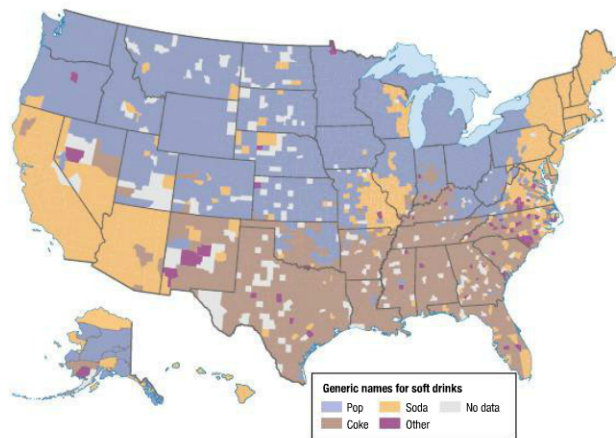 Generic names for soft drinks
Pop Soda No data
Coke Other